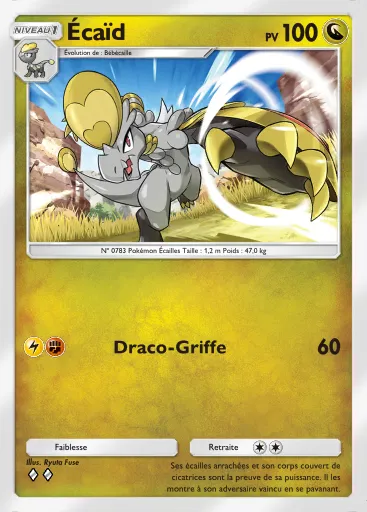 NIVEAU 1
Écaïd
PV 100
Évolution de : Bébécaille
N° 0783 Pokémon Écailles Taille : 1,2 m Poids : 47,0 kg
Draco-Griffe 60
Faiblesse
Retraite
Illus. Ryuta Fuse
Ses écailles arrachées et son corps couvert de
cicatrices sont la preuve de sa puissance. Il les
montre à son adversaire vaincu en se pavanant.